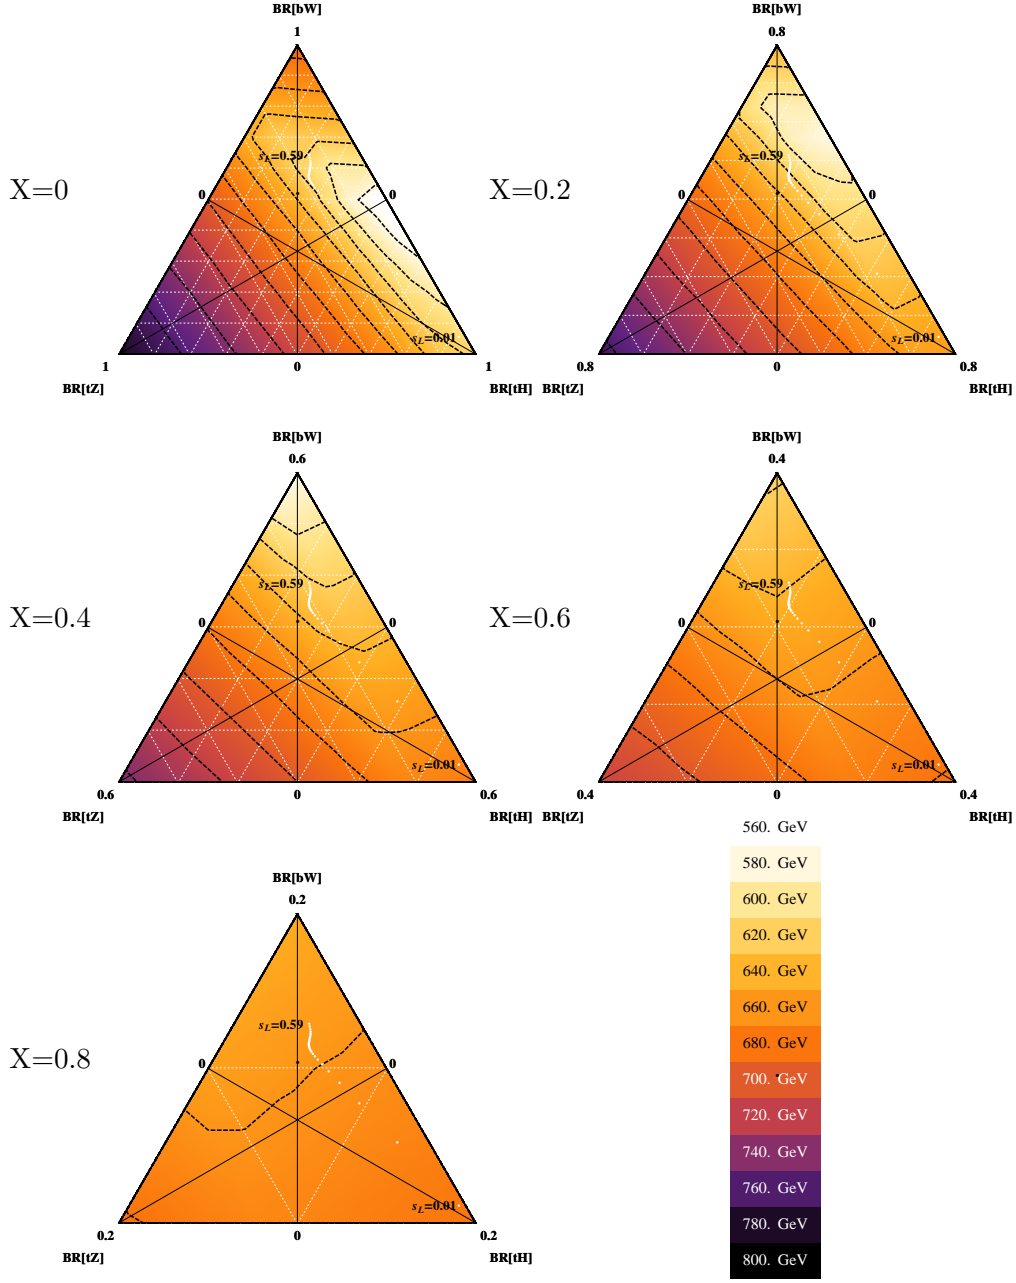 BR[bW] BR[bW]
1 0.8
s_L=0.59 s_L=0.59
X=0 0 0 X=0.2 0 0
s_L=0.01 s_L=0.01
1 0 1 0.8 0 0.8
BR[tZ] BR[tH] BR[tZ] BR[tH]
BR[bW] BR[bW]
0.6 0.4
s_L=0.59 s_L=0.59
X=0.4 0 0 X=0.6 0 0
s_L=0.01 s_L=0.01
0.6 0 0.6 0.4 0 0.4
BR[tZ] BR[tH] BR[tZ] BR[tH]
BR[bW]
0.2
s_L=0.59
X=0.8 0 0
s_L=0.01
0.2 0 0.2
BR[tZ] BR[tH]
560. GeV
580. GeV
600. GeV
620. GeV
640. GeV
660. GeV
680. GeV
700. GeV
720. GeV
740. GeV
760. GeV
780. GeV
800. GeV